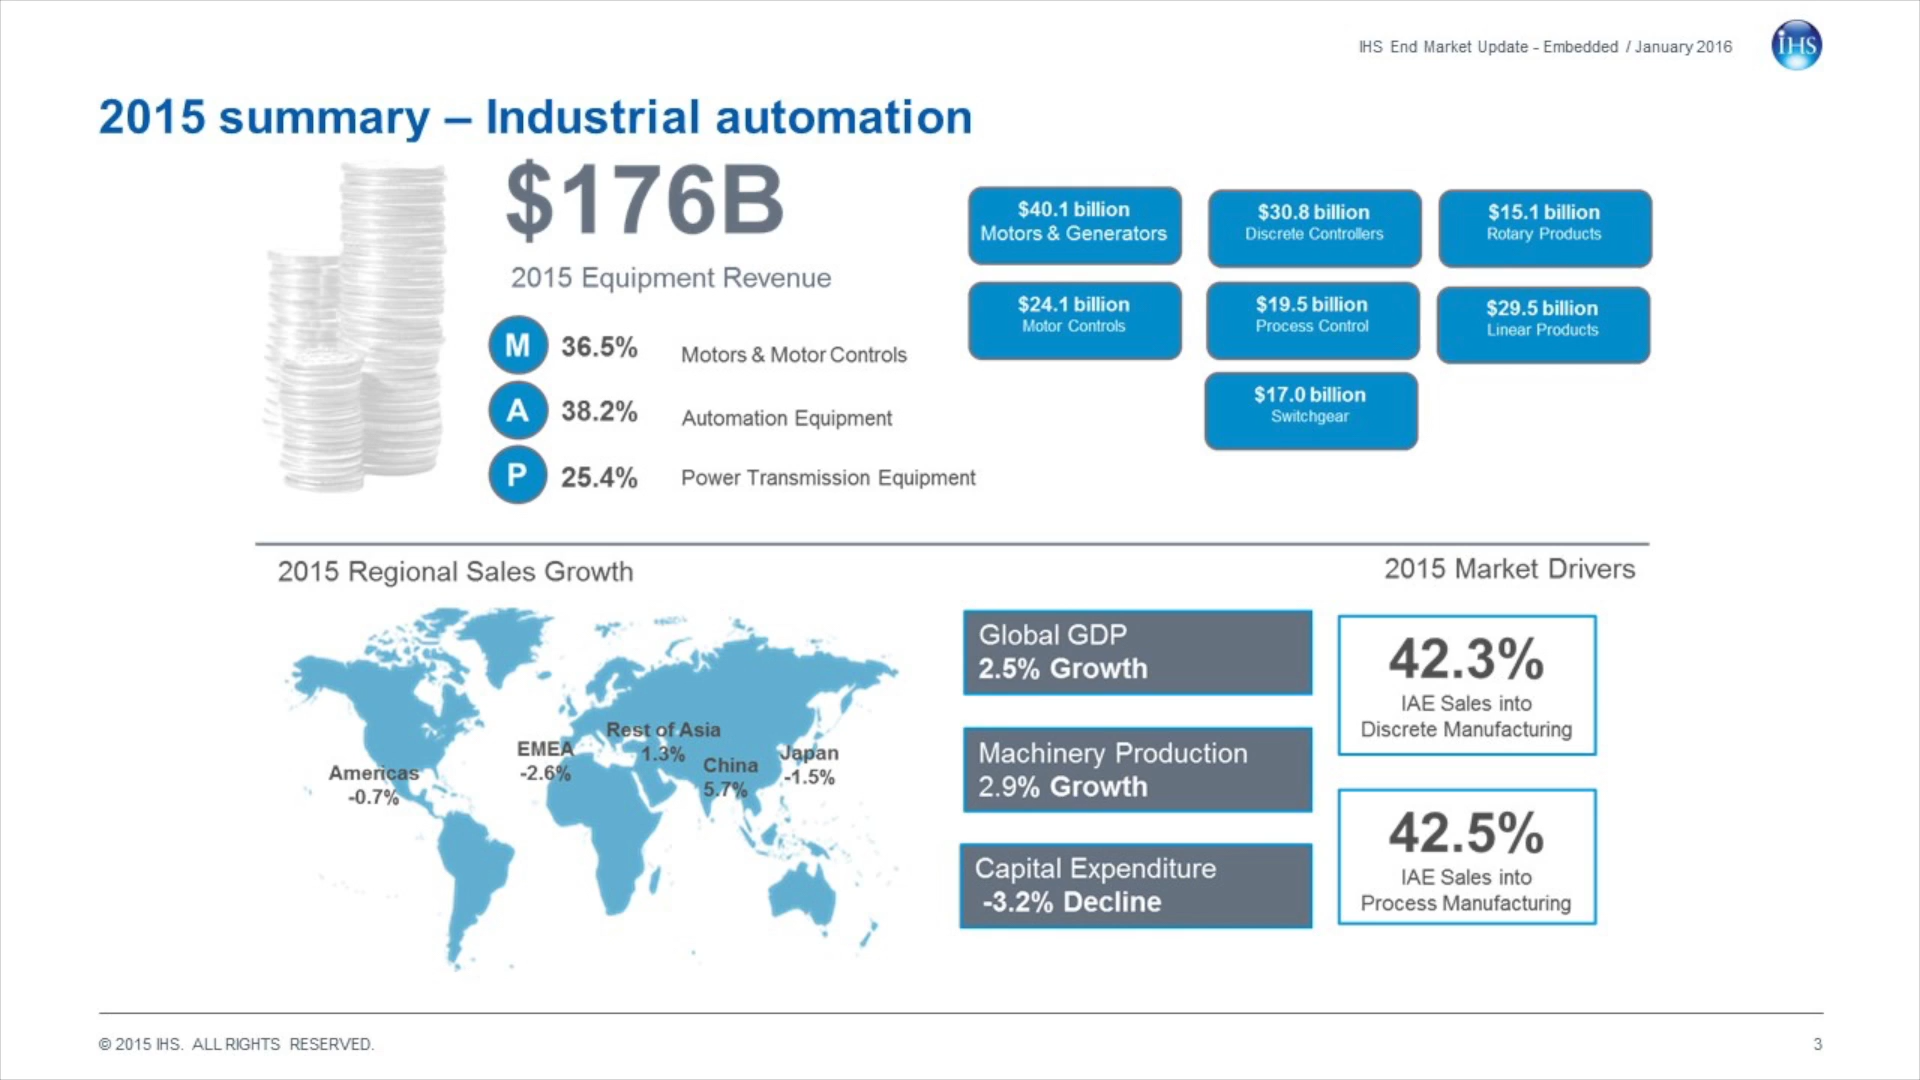 IHS End Market Update - Embedded / January 2016
IHS
2015 summary – Industrial automation
$176B
2015 Equipment Revenue
M 36.5% Motors & Motor Controls
A 38.2% Automation Equipment
P 25.4% Power Transmission Equipment
$40.1 billion
Motors & Generators
$30.8 billion
Discrete Controllers
$15.1 billion
Rotary Products
$24.1 billion
Motor Controls
$19.5 billion
Process Control
$29.5 billion
Linear Products
$17.0 billion
Switchgear
2015 Regional Sales Growth
Americas
-0.7%
EMEA
-2.6%
Rest of Asia
1.3%
China
5.7%
Japan
-1.5%
2015 Market Drivers
Global GDP
2.5% Growth
Machinery Production
2.9% Growth
Capital Expenditure
-3.2% Decline
42.3%
IAE Sales into
Discrete Manufacturing
42.5%
IAE Sales into
Process Manufacturing
© 2015 IHS. ALL RIGHTS RESERVED.
3